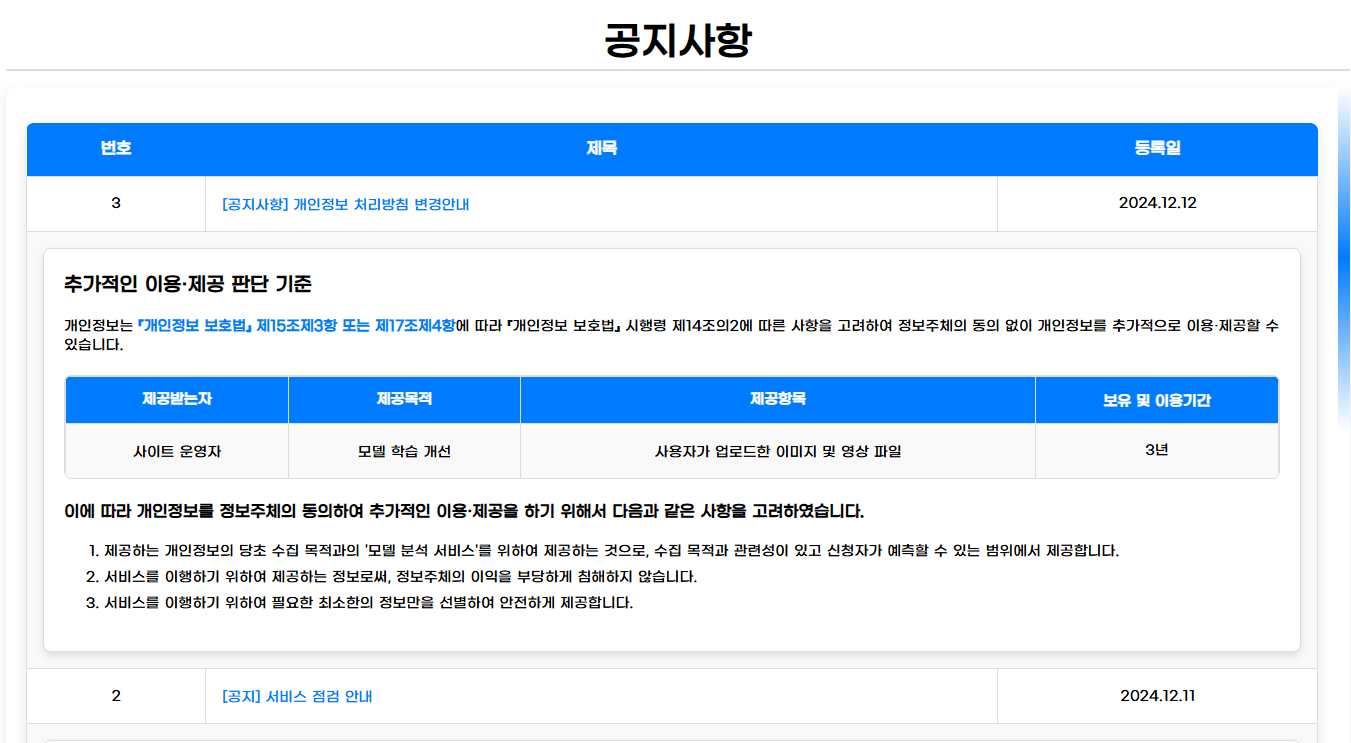 공지사항
번호 제목 등록일
3 [공지사항] 개인정보 처리방침 변경안내 2024.12.12
추가적인 이용·제공 판단 기준
개인정보는 『개인정보 보호법』 제15조제3항 또는 제17조제4항에 따라 『개인정보 보호법』 시행령 제14조의2에 따른 사항을 고려하여 정보주체의 동의 없이 개인정보를 추가적으로 이용·제공할 수
있습니다.
제공받는자 제공목적 제공항목 보유 및 이용기간
사이트 운영자 모델 학습 개선 사용자가 업로드한 이미지 및 영상 파일 3년
이에 따라 개인정보를 정보주체의 동의하여 추가적인 이용·제공을 하기 위해서 다음과 같은 사항을 고려하였습니다.
1. 제공하는 개인정보의 당초 수집 목적과의 '모델 분석 서비스'를 위하여 제공하는 것으로, 수집 목적과 관련성이 있고 신청자가 예측할 수 있는 범위에서 제공합니다.
2. 서비스를 이행하기 위하여 제공하는 정보로써, 정보주체의 이익을 부당하게 침해하지 않습니다.
3. 서비스를 이행하기 위하여 필요한 최소한의 정보만을 선별하여 안전하게 제공합니다.
2 [공지] 서비스 점검 안내 2024.12.11